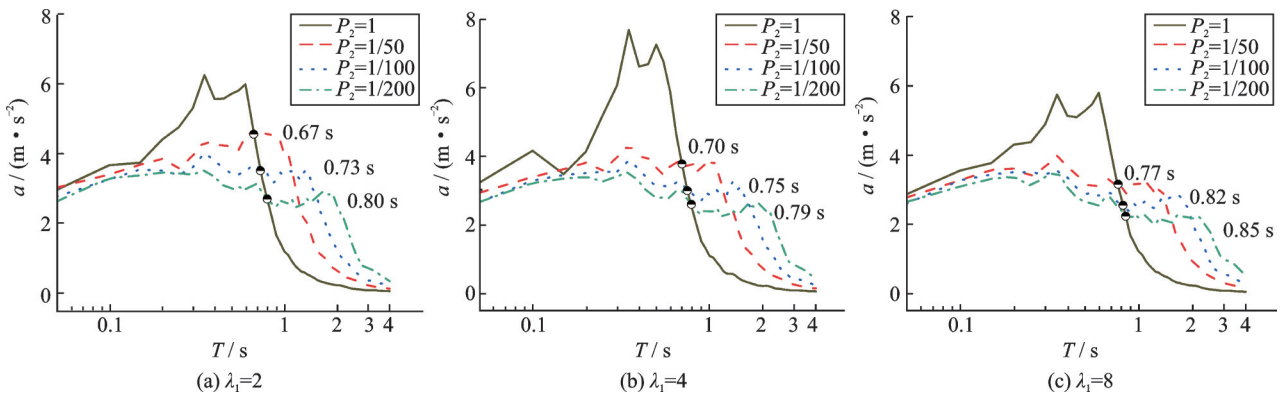 8
6
4
2
0
a / (m • s⁻²)
P₂=1
P₂=1/50
P₂=1/100
P₂=1/200
0.67 s
0.73 s
0.80 s
0.1 1 2 3 4
T / s
(a) λ₁=2
8
6
4
2
0
a / (m • s⁻²)
P₂=1
P₂=1/50
P₂=1/100
P₂=1/200
0.70 s
0.75 s
0.79 s
0.1 1 2 3 4
T / s
(b) λ₁=4
8
6
4
2
0
a / (m • s⁻²)
P₂=1
P₂=1/50
P₂=1/100
P₂=1/200
0.77 s
0.82 s
0.85 s
0.1 1 2 3 4
T / s
(c) λ₁=8